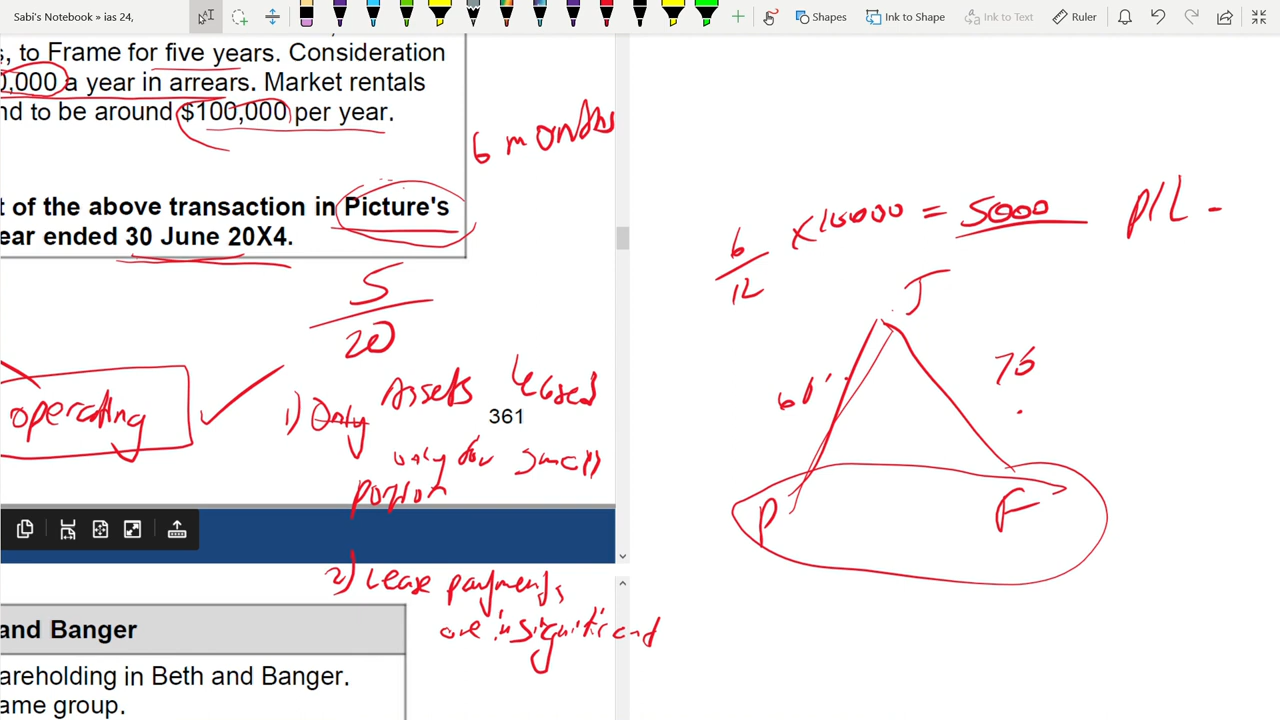 Sabi's Notebook » ias 24,
Shapes
Ink to Shape
Ink to Text
Ruler
s, to Frame for five years. Consideration
0,000 a year in arrears. Market rentals
nd to be around $100,000 per year.
6 months
t of the above transaction in Picture's
ear ended 30 June 20X4.
5
20
operating
1) Only Assets leased
361
only for small
portion
2) Lease payments
are insignificant
and Banger
areholding in Beth and Banger.
ame group.
6/12 × 10000 = 5000 P/L -
J
60%
75
P
F